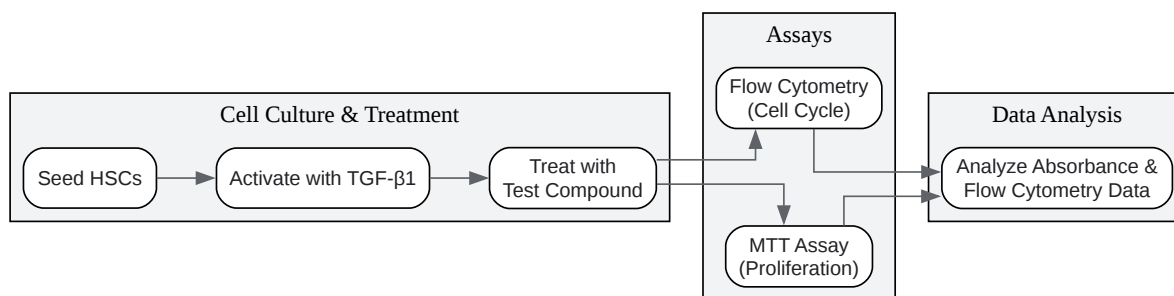 Cell Culture & Treatment
Seed HSCs
Activate with TGF-β1
Treat with
Test Compound
Assays
Flow Cytometry
(Cell Cycle)
MTT Assay
(Proliferation)
Data Analysis
Analyze Absorbance &
Flow Cytometry Data